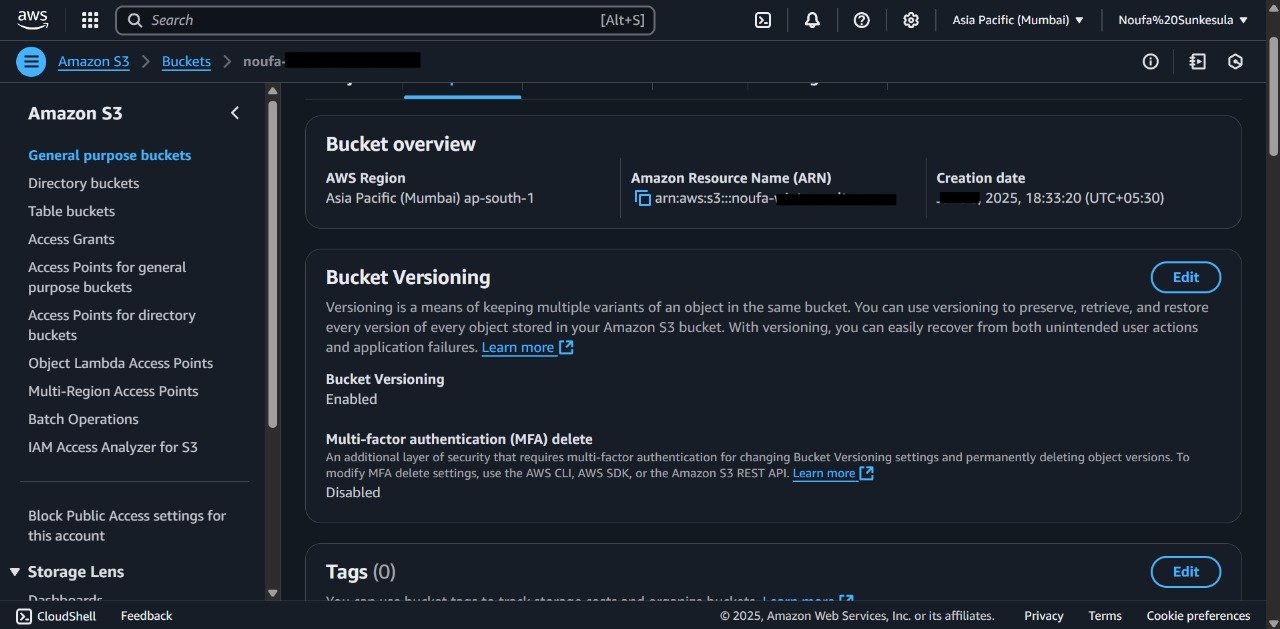 aws
Search [Alt+S]
Asia Pacific (Mumbai) ▼
Noufa%20Sunkesula ▼
Amazon S3 > Buckets > noufa-
Amazon S3
General purpose buckets
Directory buckets
Table buckets
Access Grants
Access Points for general
purpose buckets
Access Points for directory
buckets
Object Lambda Access Points
Multi-Region Access Points
Batch Operations
IAM Access Analyzer for S3
Block Public Access settings for
this account
▼ Storage Lens
Dashboards
Bucket overview
AWS Region
Asia Pacific (Mumbai) ap-south-1
Amazon Resource Name (ARN)
arn:aws:s3:::noufa-
Creation date
, 2025, 18:33:20 (UTC+05:30)
Bucket Versioning
Edit
Versioning is a means of keeping multiple variants of an object in the same bucket. You can use versioning to preserve, retrieve, and restore
every version of every object stored in your Amazon S3 bucket. With versioning, you can easily recover from both unintended user actions
and application failures. Learn more
Bucket Versioning
Enabled
Multi-factor authentication (MFA) delete
An additional layer of security that requires multi-factor authentication for changing Bucket Versioning settings and permanently deleting object versions. To
modify MFA delete settings, use the AWS CLI, AWS SDK, or the Amazon S3 REST API. Learn more
Disabled
Tags (0)
Edit
You can use bucket tags to track storage costs and organize buckets. Learn more
CloudShell
Feedback
© 2025, Amazon Web Services, Inc. or its affiliates.
Privacy
Terms
Cookie preferences